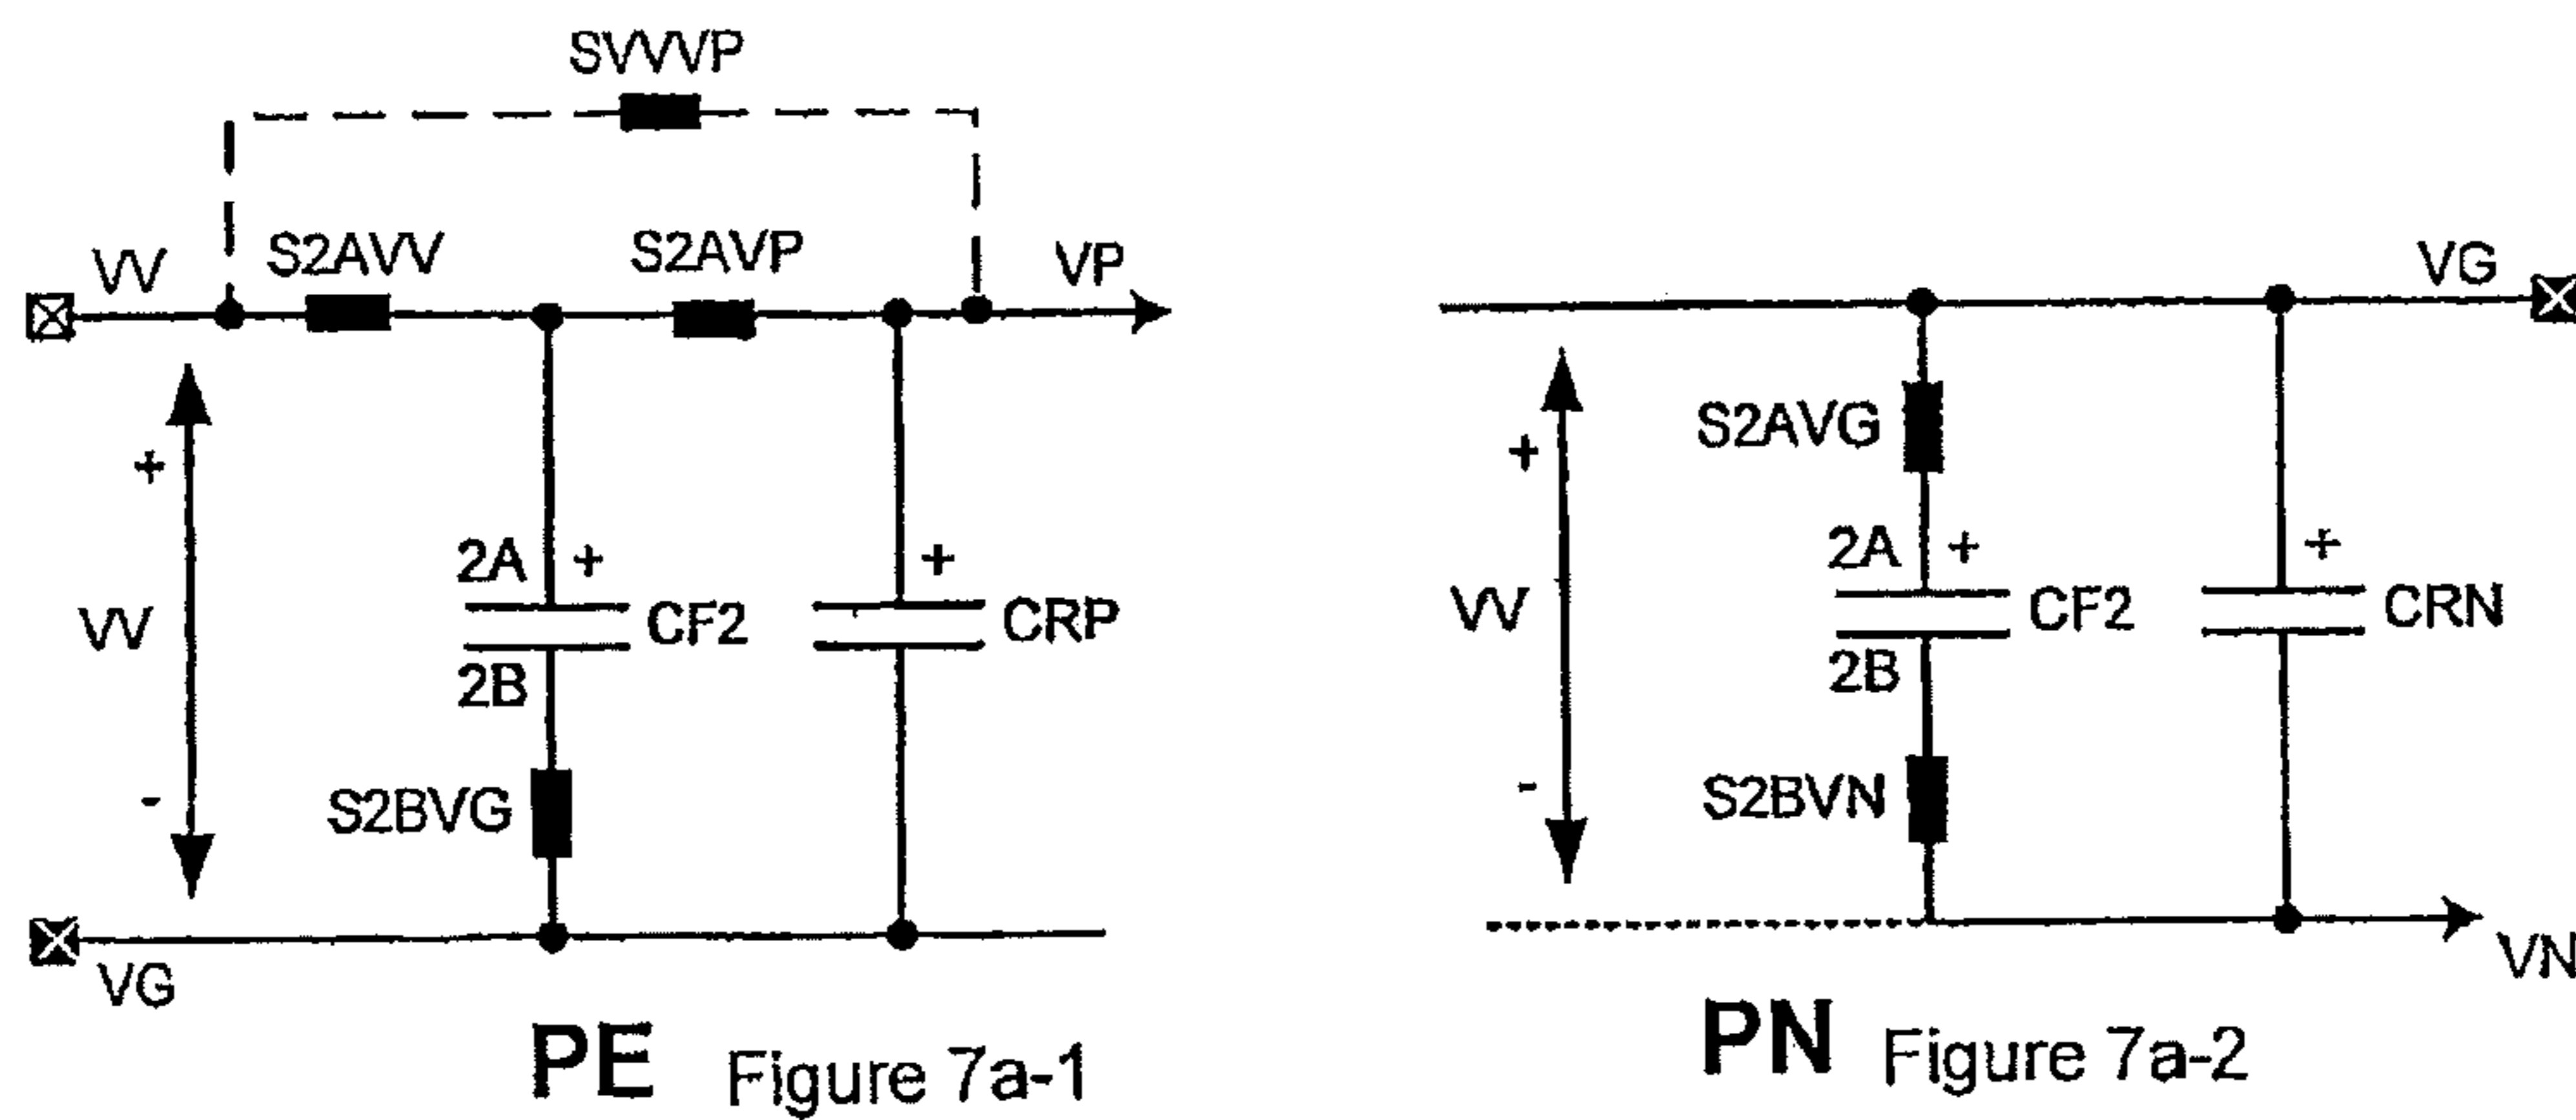 SVVVP
VV
S2AVV
S2AVP
VP
+
VV
-
2A +
CF2
2B
+
CRP
S2BVG
VG
PE Figure 7a-1
VG
S2AVG
+
VV
-
2A +
CF2
2B
+
CRN
S2BVN
VN
PN Figure 7a-2